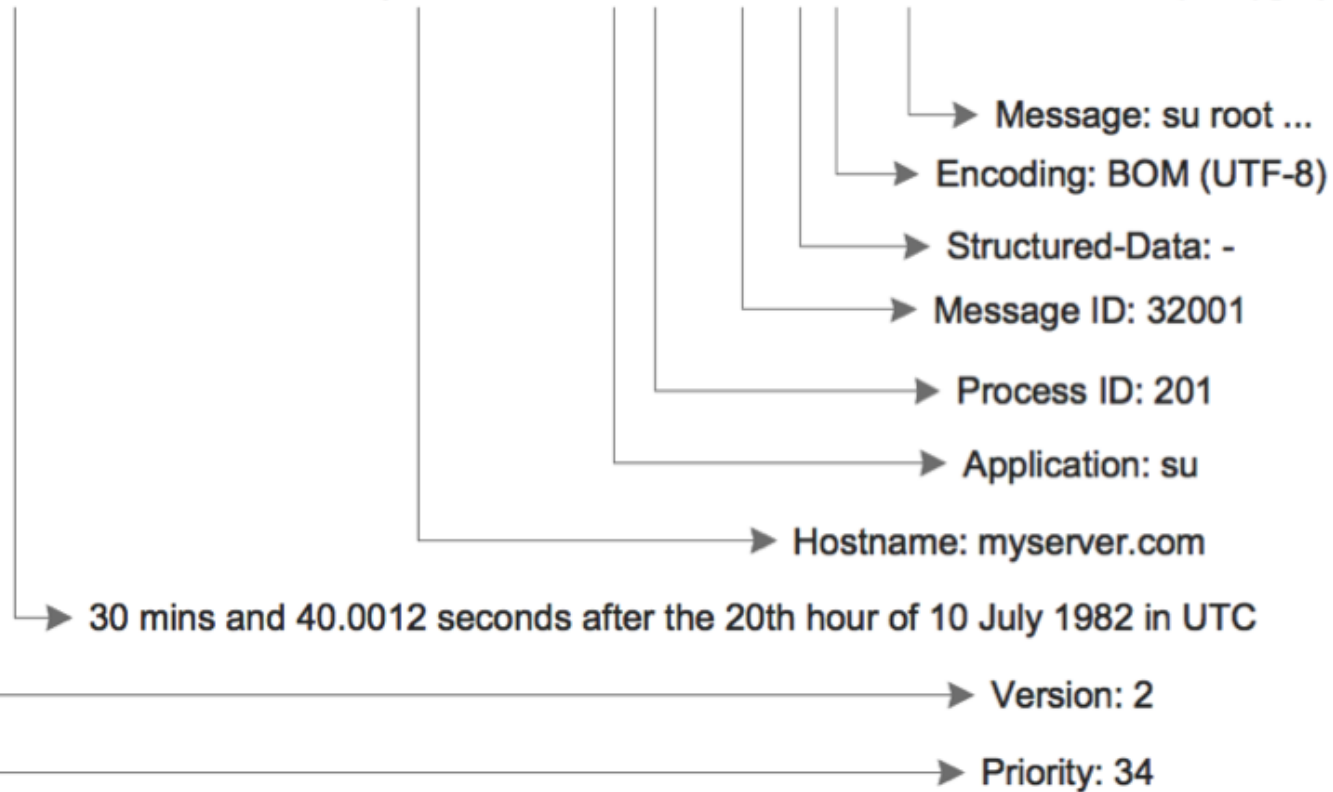 Message: su root ...
Encoding: BOM (UTF-8)
Structured-Data: -
Message ID: 32001
Process ID: 201
Application: su
Hostname: myserver.com
30 mins and 40.0012 seconds after the 20th hour of 10 July 1982 in UTC
Version: 2
Priority: 34